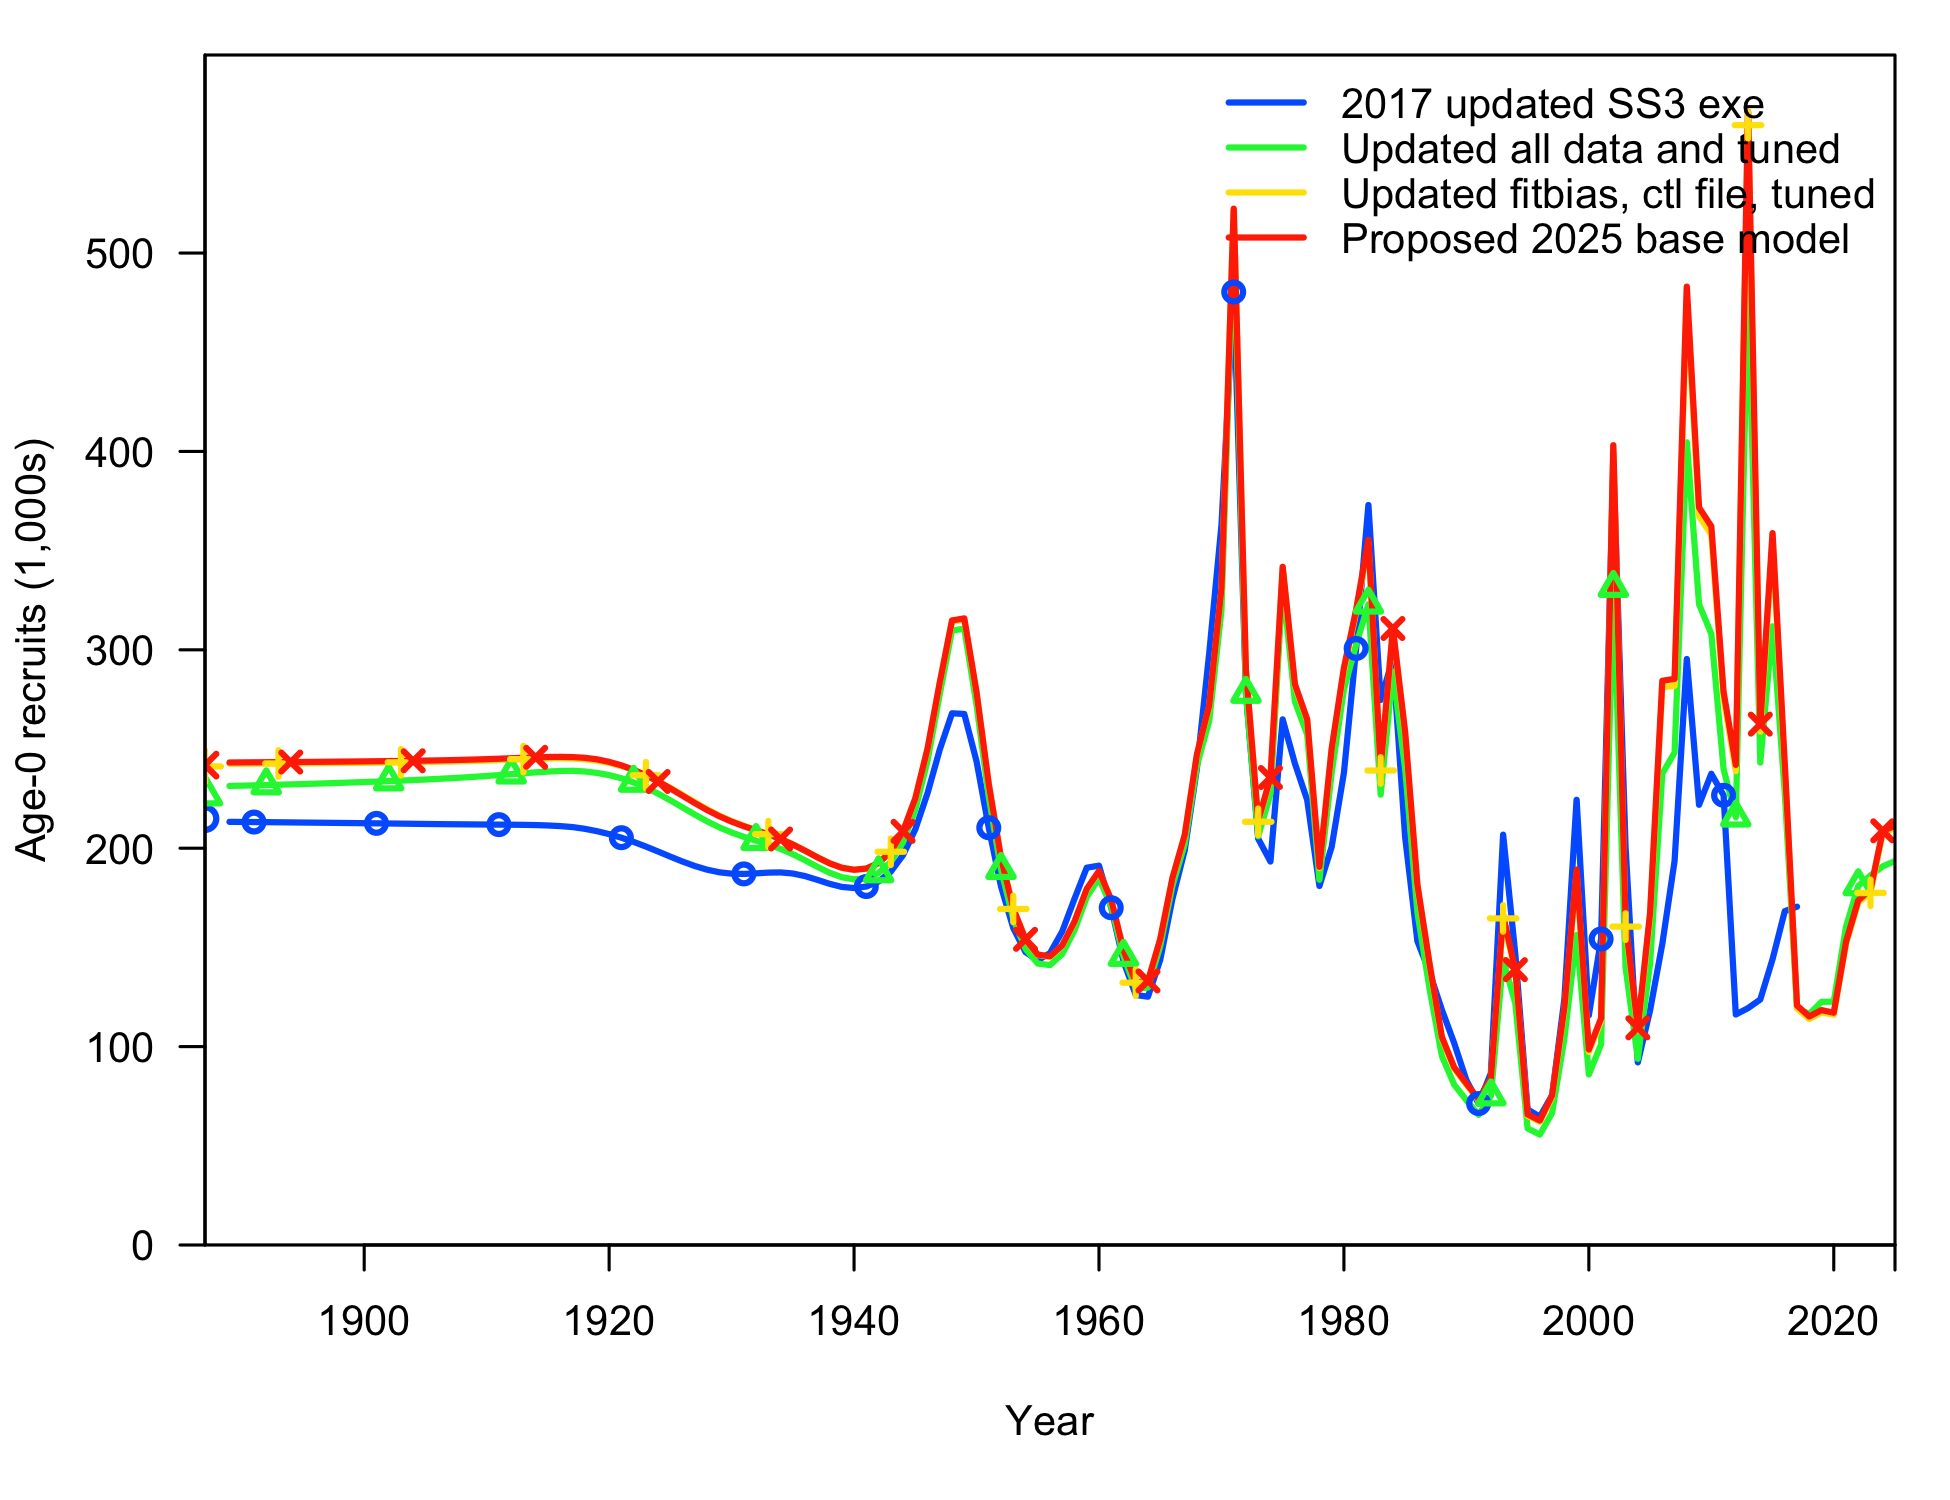 2017 updated SS3 exe
Updated all data and tuned
Updated fitbias, ctl file, tuned
Proposed 2025 base model
Age-0 recruits (1,000s)
500
400
300
200
100
0
1900 1920 1940 1960 1980 2000 2020
Year